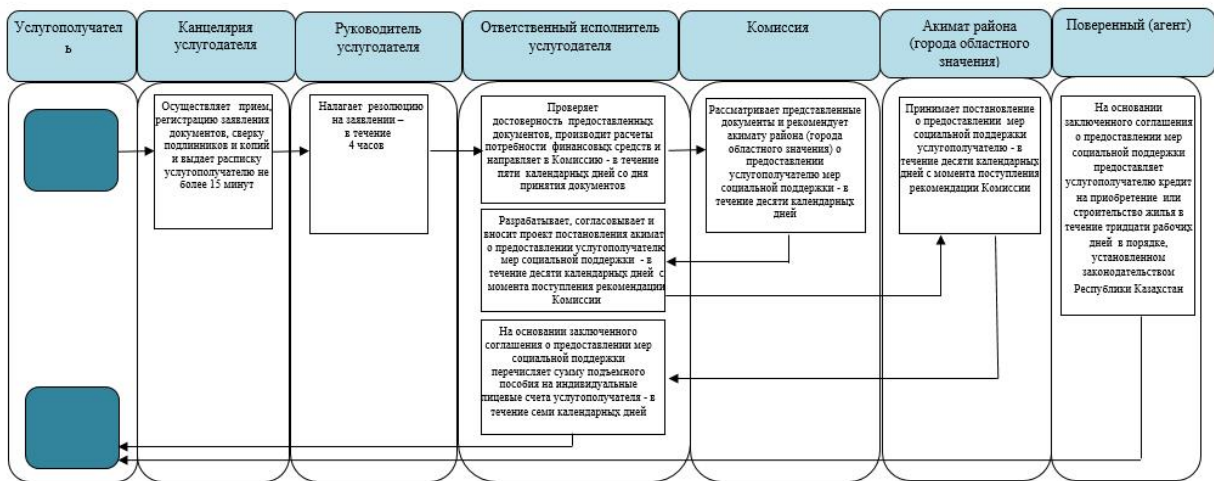 Услугополучател
ь
Канцелярия
услугодателя
Руководитель
услугодателя
Ответственный исполнитель
услугодателя
Комиссия
Акимат района
(города областного
значения)
Поверенный (агент)
Осуществляет прием,
регистрацию заявления
документов, сверку
подлинников и копий
и выдает расписку
услугополучателю не
более 15 минут
Налагает резолюцию
на заявлении –
в течение
4 часов
Проверяет
достоверность предоставленных
документов, производит расчеты
потребности финансовых средств и
направляет в Комиссию - в течение
пяти календарных дней со дня
принятия документов
Разрабатывает, согласовывает и
вносит проект постановления акимат
о предоставлении услугополучателю
мер социальной поддержки - в
течение десяти календарных дней с
момента поступления рекомендации
Комиссии
На основании заключенного
соглашения о предоставлении мер
социальной поддержки
перечисляет сумму подъемного
пособия на индивидуальные
лицевые счета услугополучателя - в
течение семи календарных дней
Рассматривает представленные
документы и рекомендует
акимату района (города
областного значения) о
предоставлении
услугополучателю мер
социальной поддержки - в
течение десяти календарных
дней
Принимает постановление
о предоставлении мер
социальной поддержки
услугополучателю - в
течение десяти календарных
дней с момента поступления
рекомендации Комиссии
На основании
заключенного соглашения
о предоставлении мер
социальной поддержки
предоставляет
услугополучателю кредит
на приобретение или
строительство жилья в
течение тридцати рабочих
дней в порядке,
установленном
законодательством
Республики Казахстан